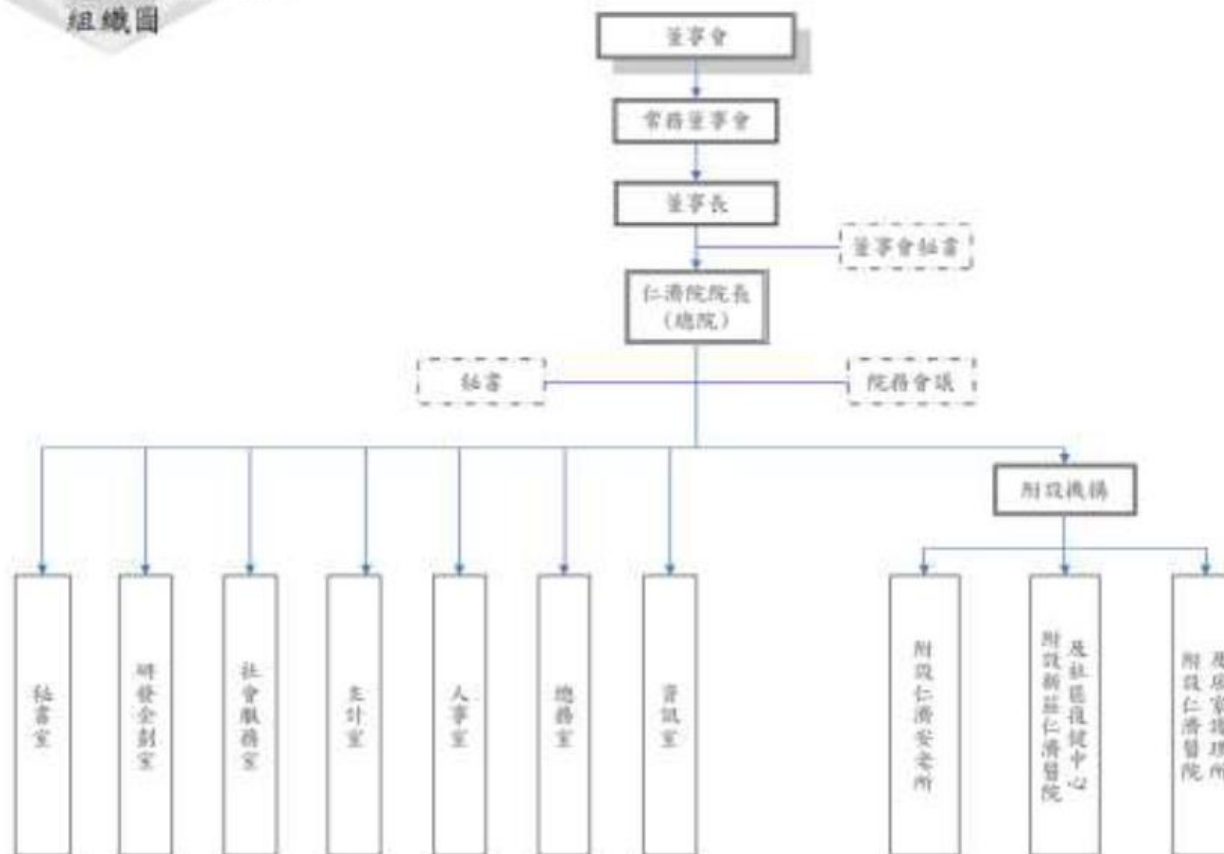 組織圖
董事會
常務董事會
董事長
董事會秘書
仁濟院院長
(總院)
秘書
院務會議
附設機構
秘書室
研發企劃室
社會服務室
主計室
人事室
總務室
資訊室
附設仁濟安老所
附設新莊仁濟醫院
及社區復健中心
附設仁濟醫院
及居家護理所